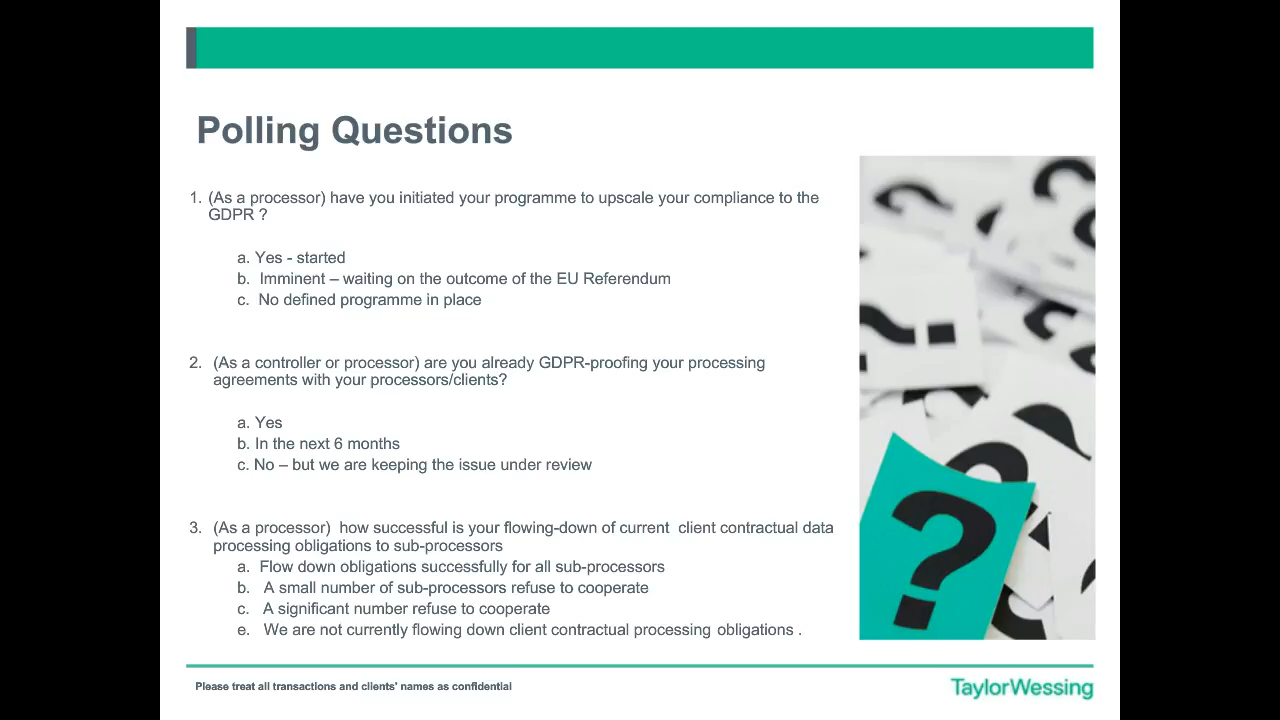 Polling Questions
1. (As a processor) have you initiated your programme to upscale your compliance to the
GDPR ?
a. Yes - started
b. Imminent – waiting on the outcome of the EU Referendum
c. No defined programme in place
2. (As a controller or processor) are you already GDPR-proofing your processing
agreements with your processors/clients?
a. Yes
b. In the next 6 months
c. No – but we are keeping the issue under review
3. (As a processor) how successful is your flowing-down of current client contractual data
processing obligations to sub-processors
a. Flow down obligations successfully for all sub-processors
b. A small number of sub-processors refuse to cooperate
c. A significant number refuse to cooperate
e. We are not currently flowing down client contractual processing obligations .
?
Please treat all transactions and clients' names as confidential
TaylorWessing